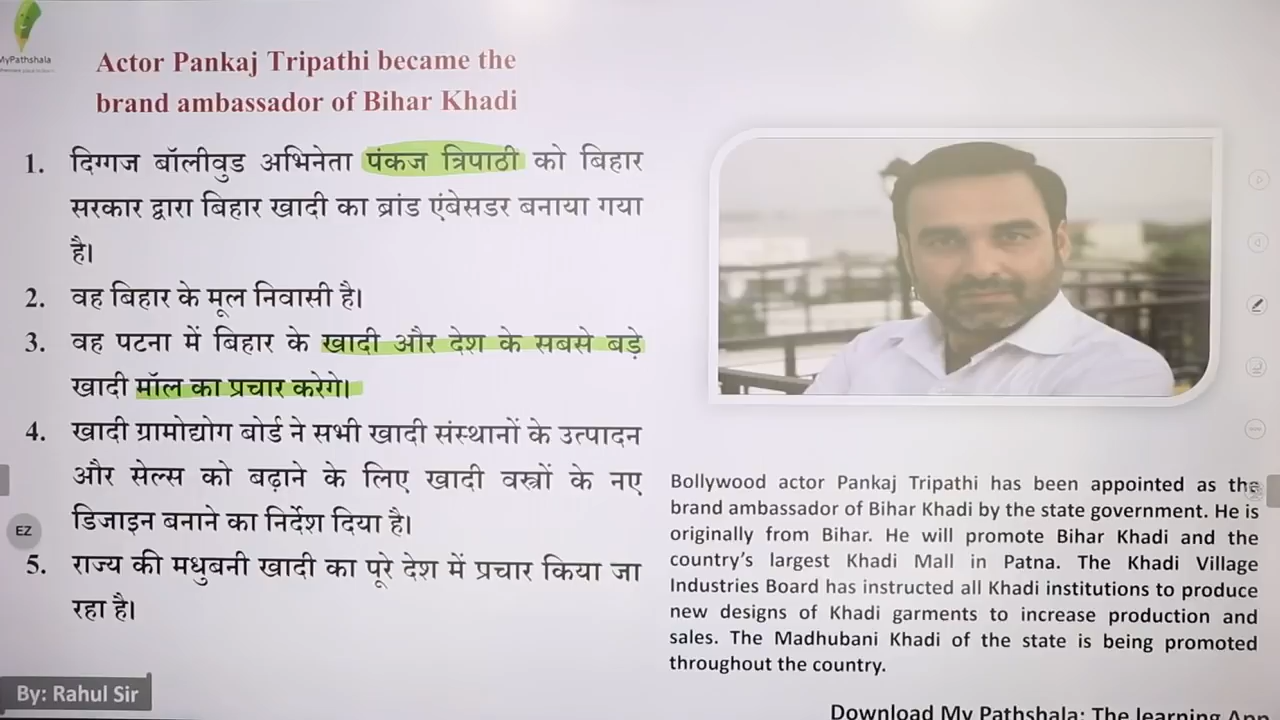 MyPathshala
Actor Pankaj Tripathi became the
brand ambassador of Bihar Khadi
1. दिग्गज बॉलीवुड अभिनेता पंकज त्रिपाठी को बिहार
सरकार द्वारा बिहार खादी का ब्रांड एंबेसडर बनाया गया
है।
2. वह बिहार के मूल निवासी है।
3. वह पटना में बिहार के खादी और देश के सबसे बड़े
खादी मॉल का प्रचार करेगे।
4. खादी ग्रामोद्योग बोर्ड ने सभी खादी संस्थानों के उत्पादन
और सेल्स को बढ़ाने के लिए खादी वस्त्रों के नए
डिजाइन बनाने का निर्देश दिया है।
5. राज्य की मधुबनी खादी का पूरे देश में प्रचार किया जा
रहा है।
EZ
By: Rahul Sir
Bollywood actor Pankaj Tripathi has been appointed as the
brand ambassador of Bihar Khadi by the state government. He is
originally from Bihar. He will promote Bihar Khadi and the
country's largest Khadi Mall in Patna. The Khadi Village
Industries Board has instructed all Khadi institutions to produce
new designs of Khadi garments to increase production and
sales. The Madhubani Khadi of the state is being promoted
throughout the country.
Download My Pathshala: The learning App